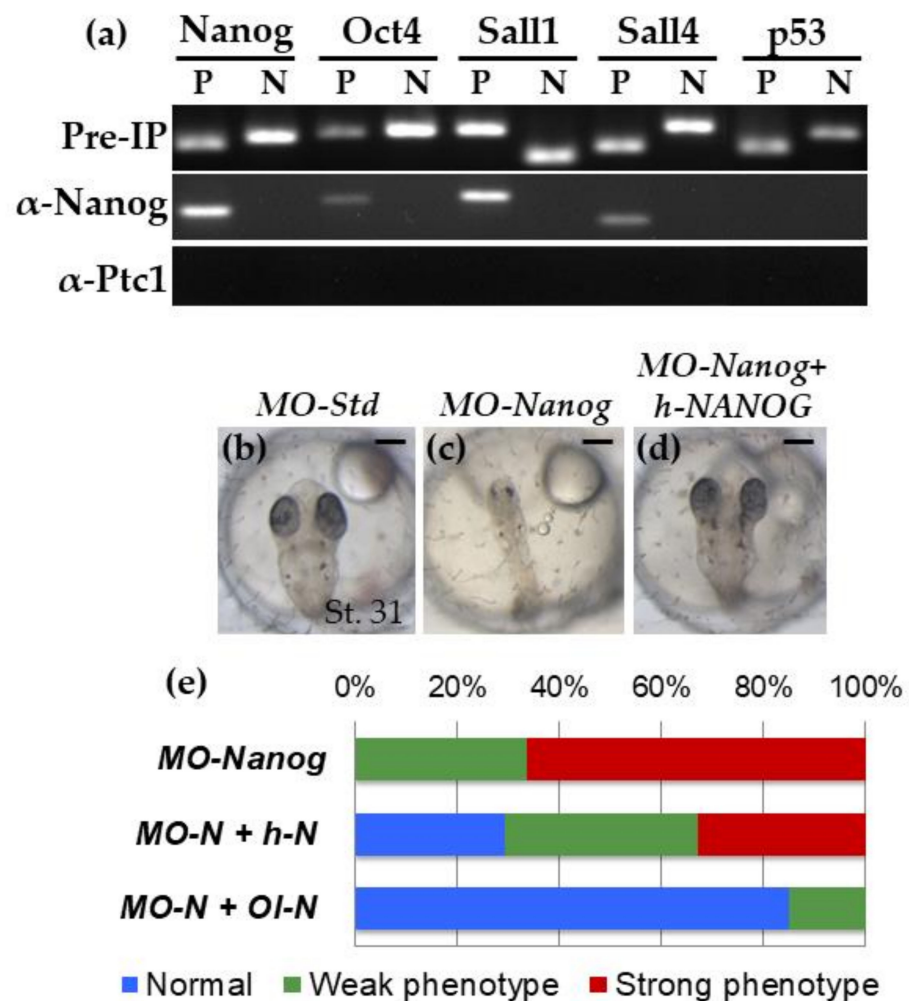 (a) Nanog Oct4 Sall1 Sall4 p53
P N P N P N P N P N
Pre-IP
α-Nanog
α-Ptc1
MO-Std MO-Nanog MO-Nanog+
h-NANOG
(b) (c) (d)
St. 31
(e) 0% 20% 40% 60% 80% 100%
MO-Nanog
MO-N + h-N
MO-N + Ol-N
Normal Weak phenotype Strong phenotype